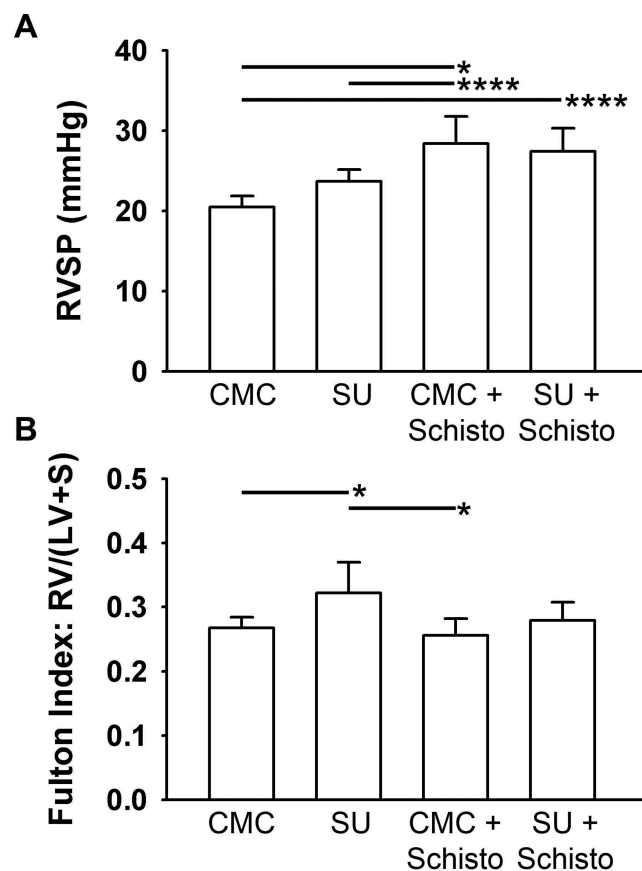 A
RVSP (mmHg)
40
30
20
10
0
*
****
****
CMC
SU
CMC +
Schisto
SU +
Schisto
B
Fulton Index: RV/(LV+S)
0.5
0.4
0.3
0.2
0.1
0.0
*
*
CMC
SU
CMC +
Schisto
SU +
Schisto